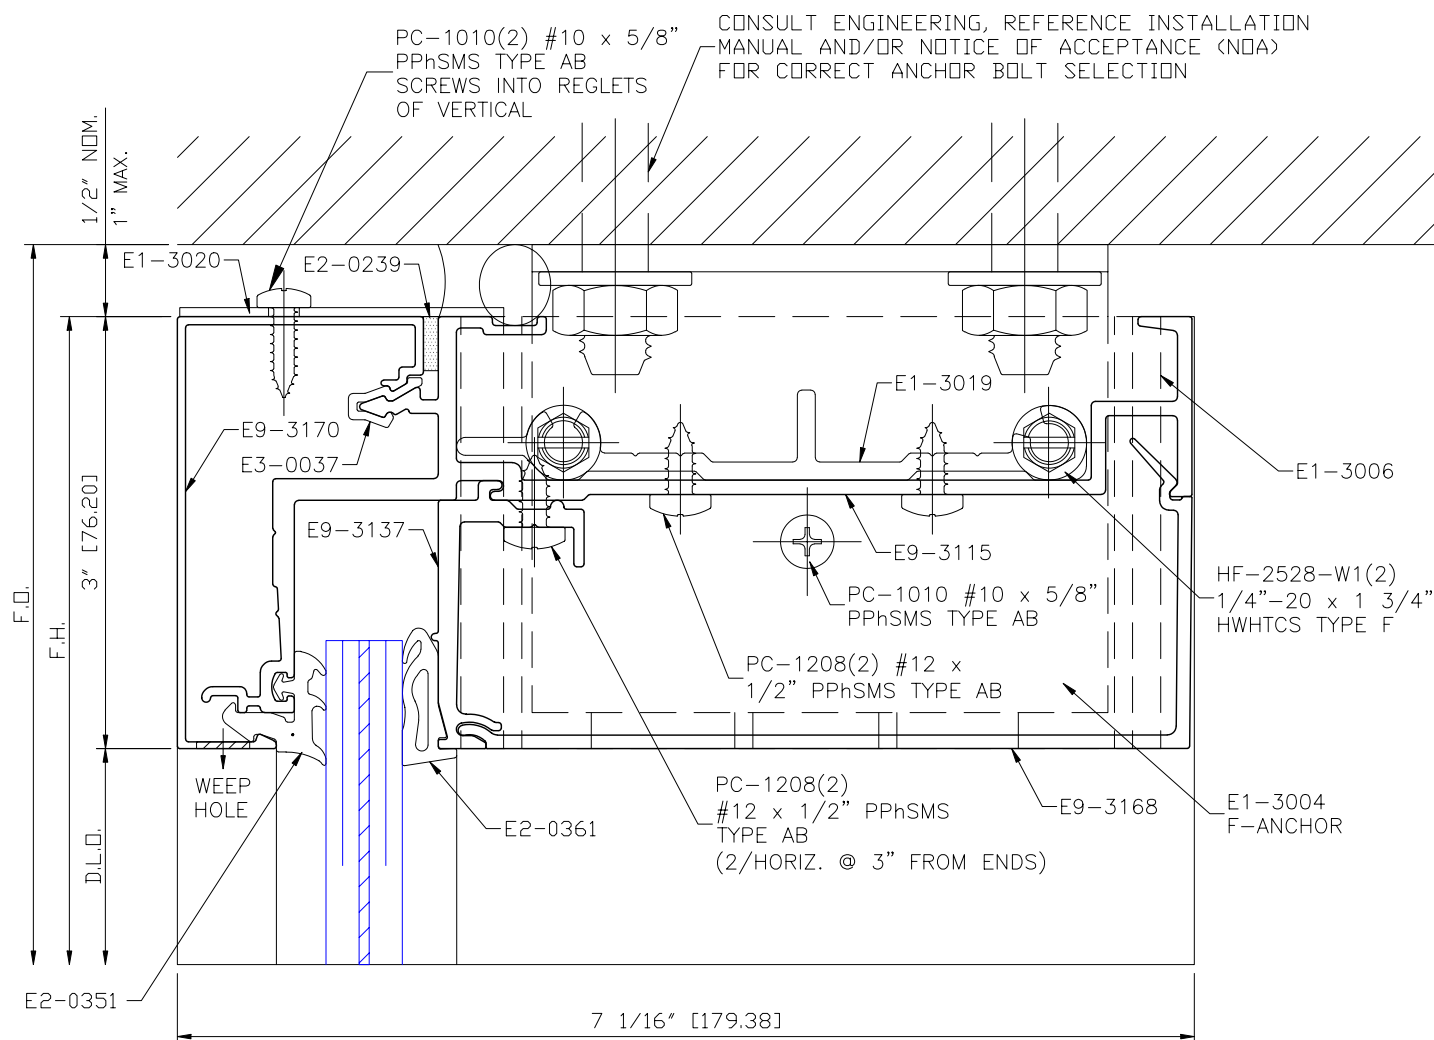 PC-1010(2) #10 x 5/8"
PPhSMS TYPE AB
SCREWS INTO REGLETS
OF VERTICAL
CONSULT ENGINEERING, REFERENCE INSTALLATION
MANUAL AND/OR NOTICE OF ACCEPTANCE (NOA)
FOR CORRECT ANCHOR BOLT SELECTION
1/2" NOM.
1" MAX.
E1-3020
E2-0239
E1-3019
E9-3170
E3-0037
E1-3006
3" [76.20]
E9-3137
E9-3115
F.O.
F.H.
PC-1010 #10 x 5/8"
PPhSMS TYPE AB
HF-2528-W1(2)
1/4"-20 x 1 3/4"
HWHTCS TYPE F
PC-1208(2) #12 x
1/2" PPhSMS TYPE AB
WEEP
HOLE
PC-1208(2)
#12 x 1/2" PPhSMS
TYPE AB
(2/HORIZ. @ 3" FROM ENDS)
E9-3168
E1-3004
F-ANCHOR
E2-0361
D.L.O.
E2-0351
7 1/16" [179.38]